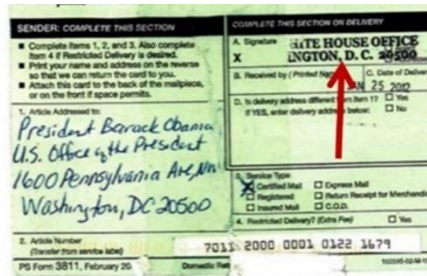 SENDER: COMPLETE THIS SECTION
■ Complete items 1, 2, and 3. Also complete
item 4 if Restricted Delivery is desired.
■ Print your name and address on the reverse
so that we can return the card to you.
■ Attach this card to the back of the mailpiece,
or on the front if space permits.
1. Article Addressed to:
President Barack Obama
U.S. Office of the President
1600 Pennsylvania Ave, NW
Washington, DC 20500
2. Article Number
(Transfer from service label)
7011 2000 0001 0122 1679
PS Form 3811, February 20
Domestic Ret
COMPLETE THIS SECTION ON DELIVERY
A. Signature
X
ITE HOUSE OFFICE
NGTON, D. C. 20500
B. Received by (Printed Name)
C. Date of Deliver
AN 25 2012
D. Is delivery address different from item 1? ☐ Yes
If YES, enter delivery address below: ☐ No
3. Service Type
☒ Certified Mail ☐ Express Mail
☐ Registered ☐ Return Receipt for Merchandis
☐ Insured Mail ☐ C.O.D.
4. Restricted Delivery? (Extra Fee) ☐ Yes